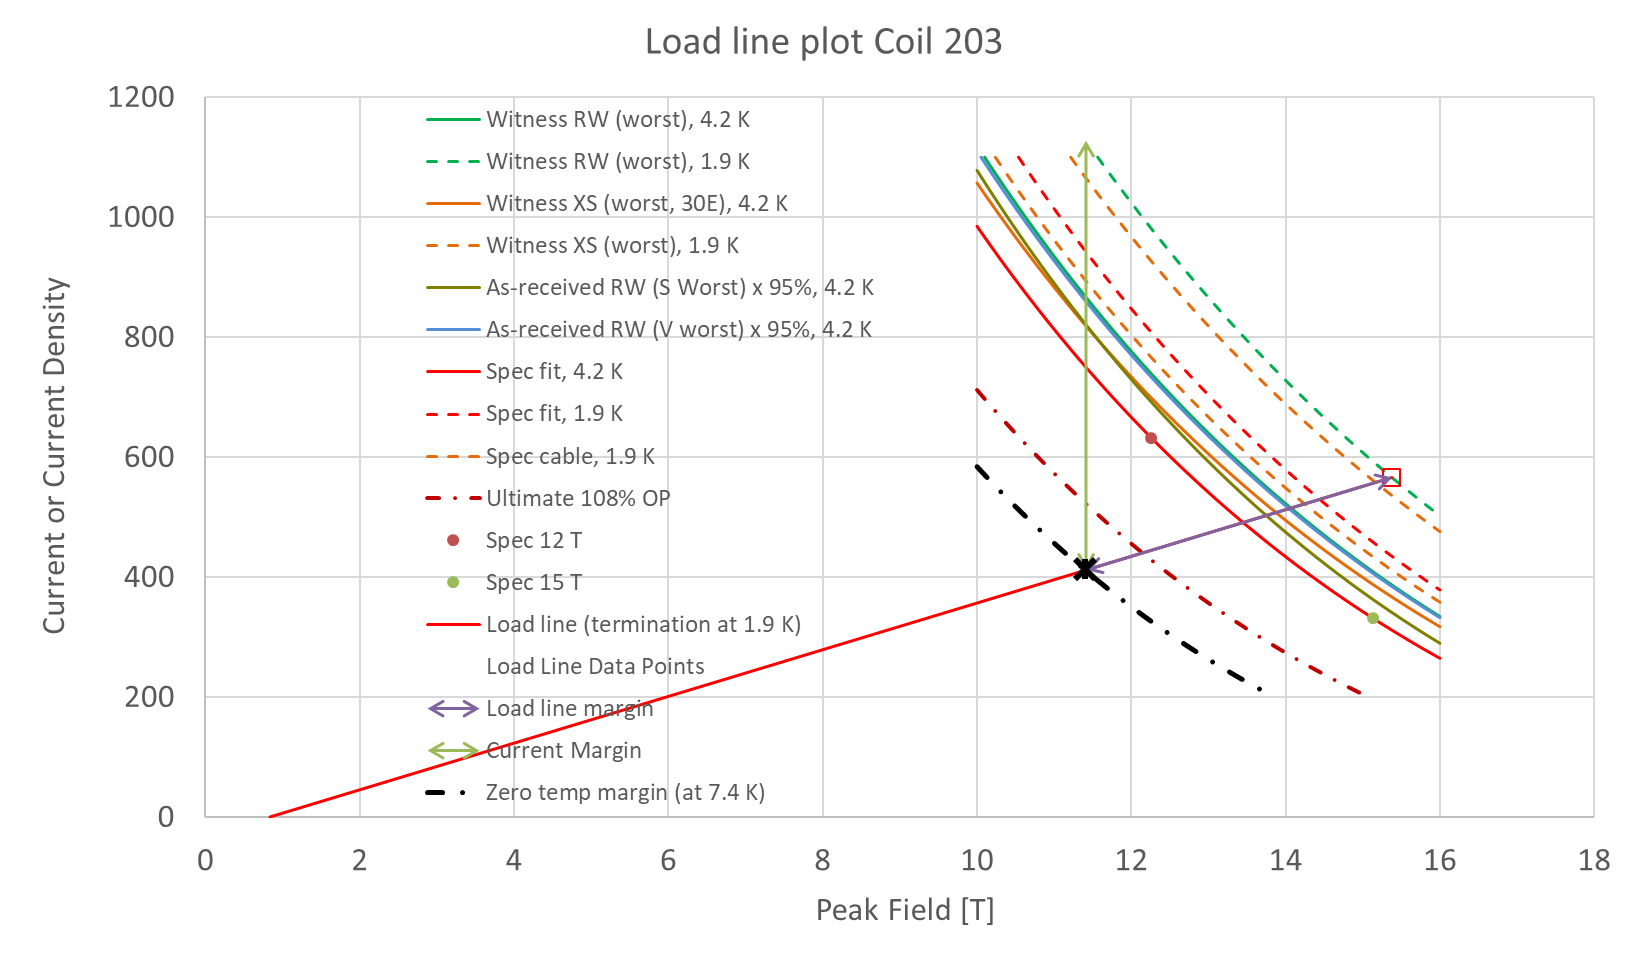 Load line plot Coil 203
1200
1000
800
600
400
200
0
Current or Current Density
Witness RW (worst), 4.2 K
Witness RW (worst), 1.9 K
Witness XS (worst, 30E), 4.2 K
Witness XS (worst), 1.9 K
As-received RW (S Worst) x 95%, 4.2 K
As-received RW (V worst) x 95%, 4.2 K
Spec fit, 4.2 K
Spec fit, 1.9 K
Spec cable, 1.9 K
Ultimate 108% OP
Spec 12 T
Spec 15 T
Load line (termination at 1.9 K)
Load Line Data Points
Load line margin
Current Margin
Zero temp margin (at 7.4 K)
0 2 4 6 8 10 12 14 16 18
Peak Field [T]